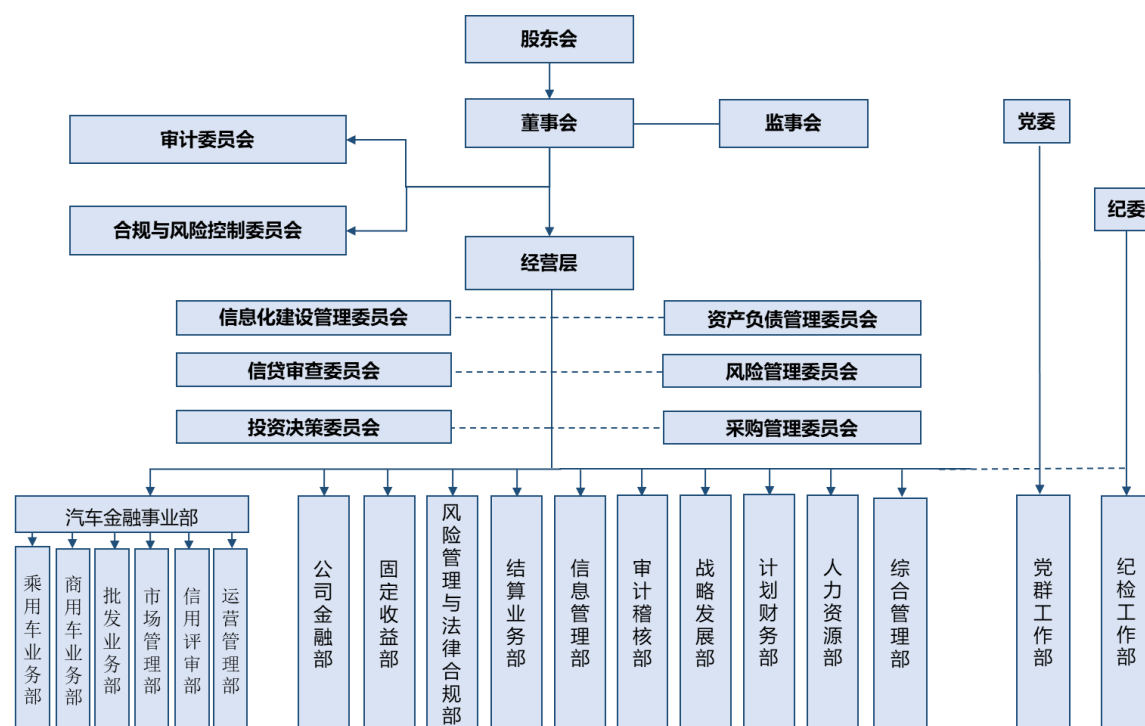 股东会
董事会
监事会
党委
审计委员会
纪委
合规与风险控制委员会
经营层
信息化建设管理委员会
资产负债管理委员会
信贷审查委员会
风险管理委员会
投资决策委员会
采购管理委员会
汽车金融事业部
乘用车业务部
商用车业务部
批发业务部
市场管理部
信用评审部
运营管理部
公司金融部
固定收益部
风险管理与法律合规部
结算业务部
信息管理部
审计稽核部
战略发展部
计划财务部
人力资源部
综合管理部
党群工作部
纪检工作部